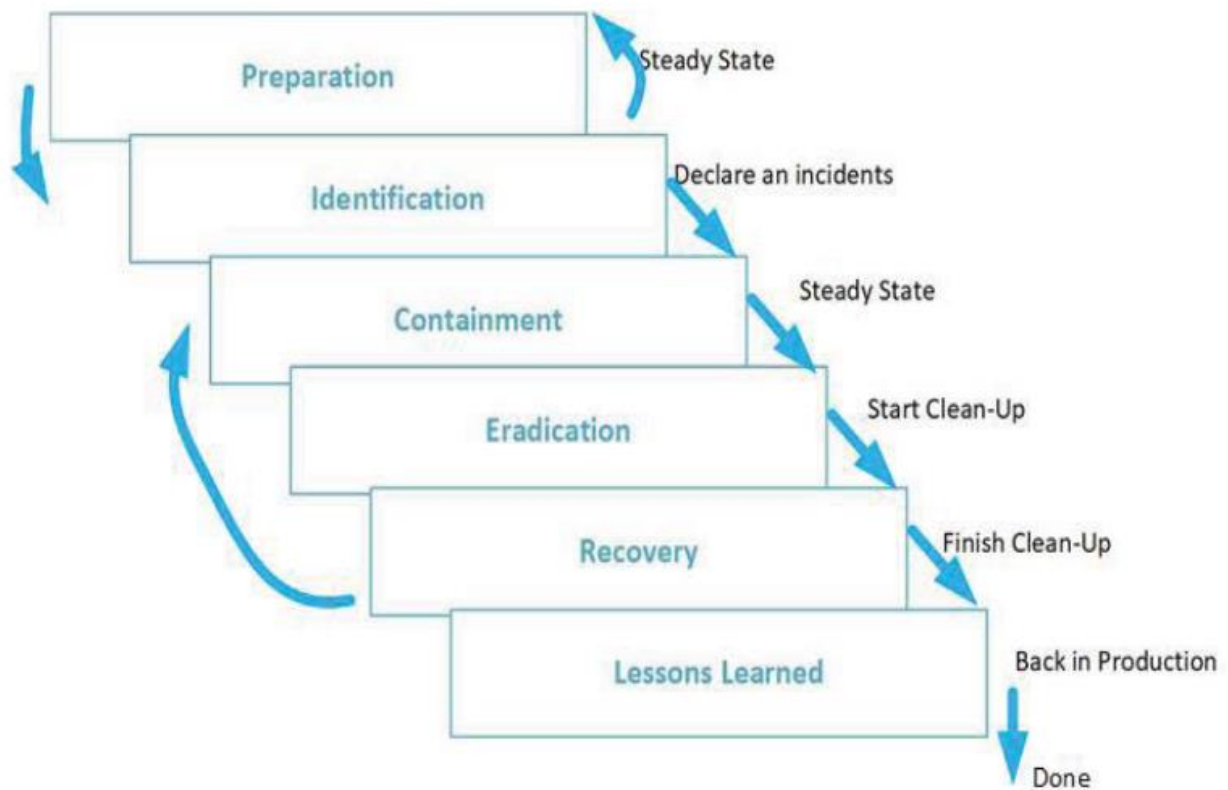 Preparation
Steady State
Identification
Declare an incidents
Containment
Steady State
Eradication
Start Clean-Up
Recovery
Finish Clean-Up
Lessons Learned
Back in Production
Done